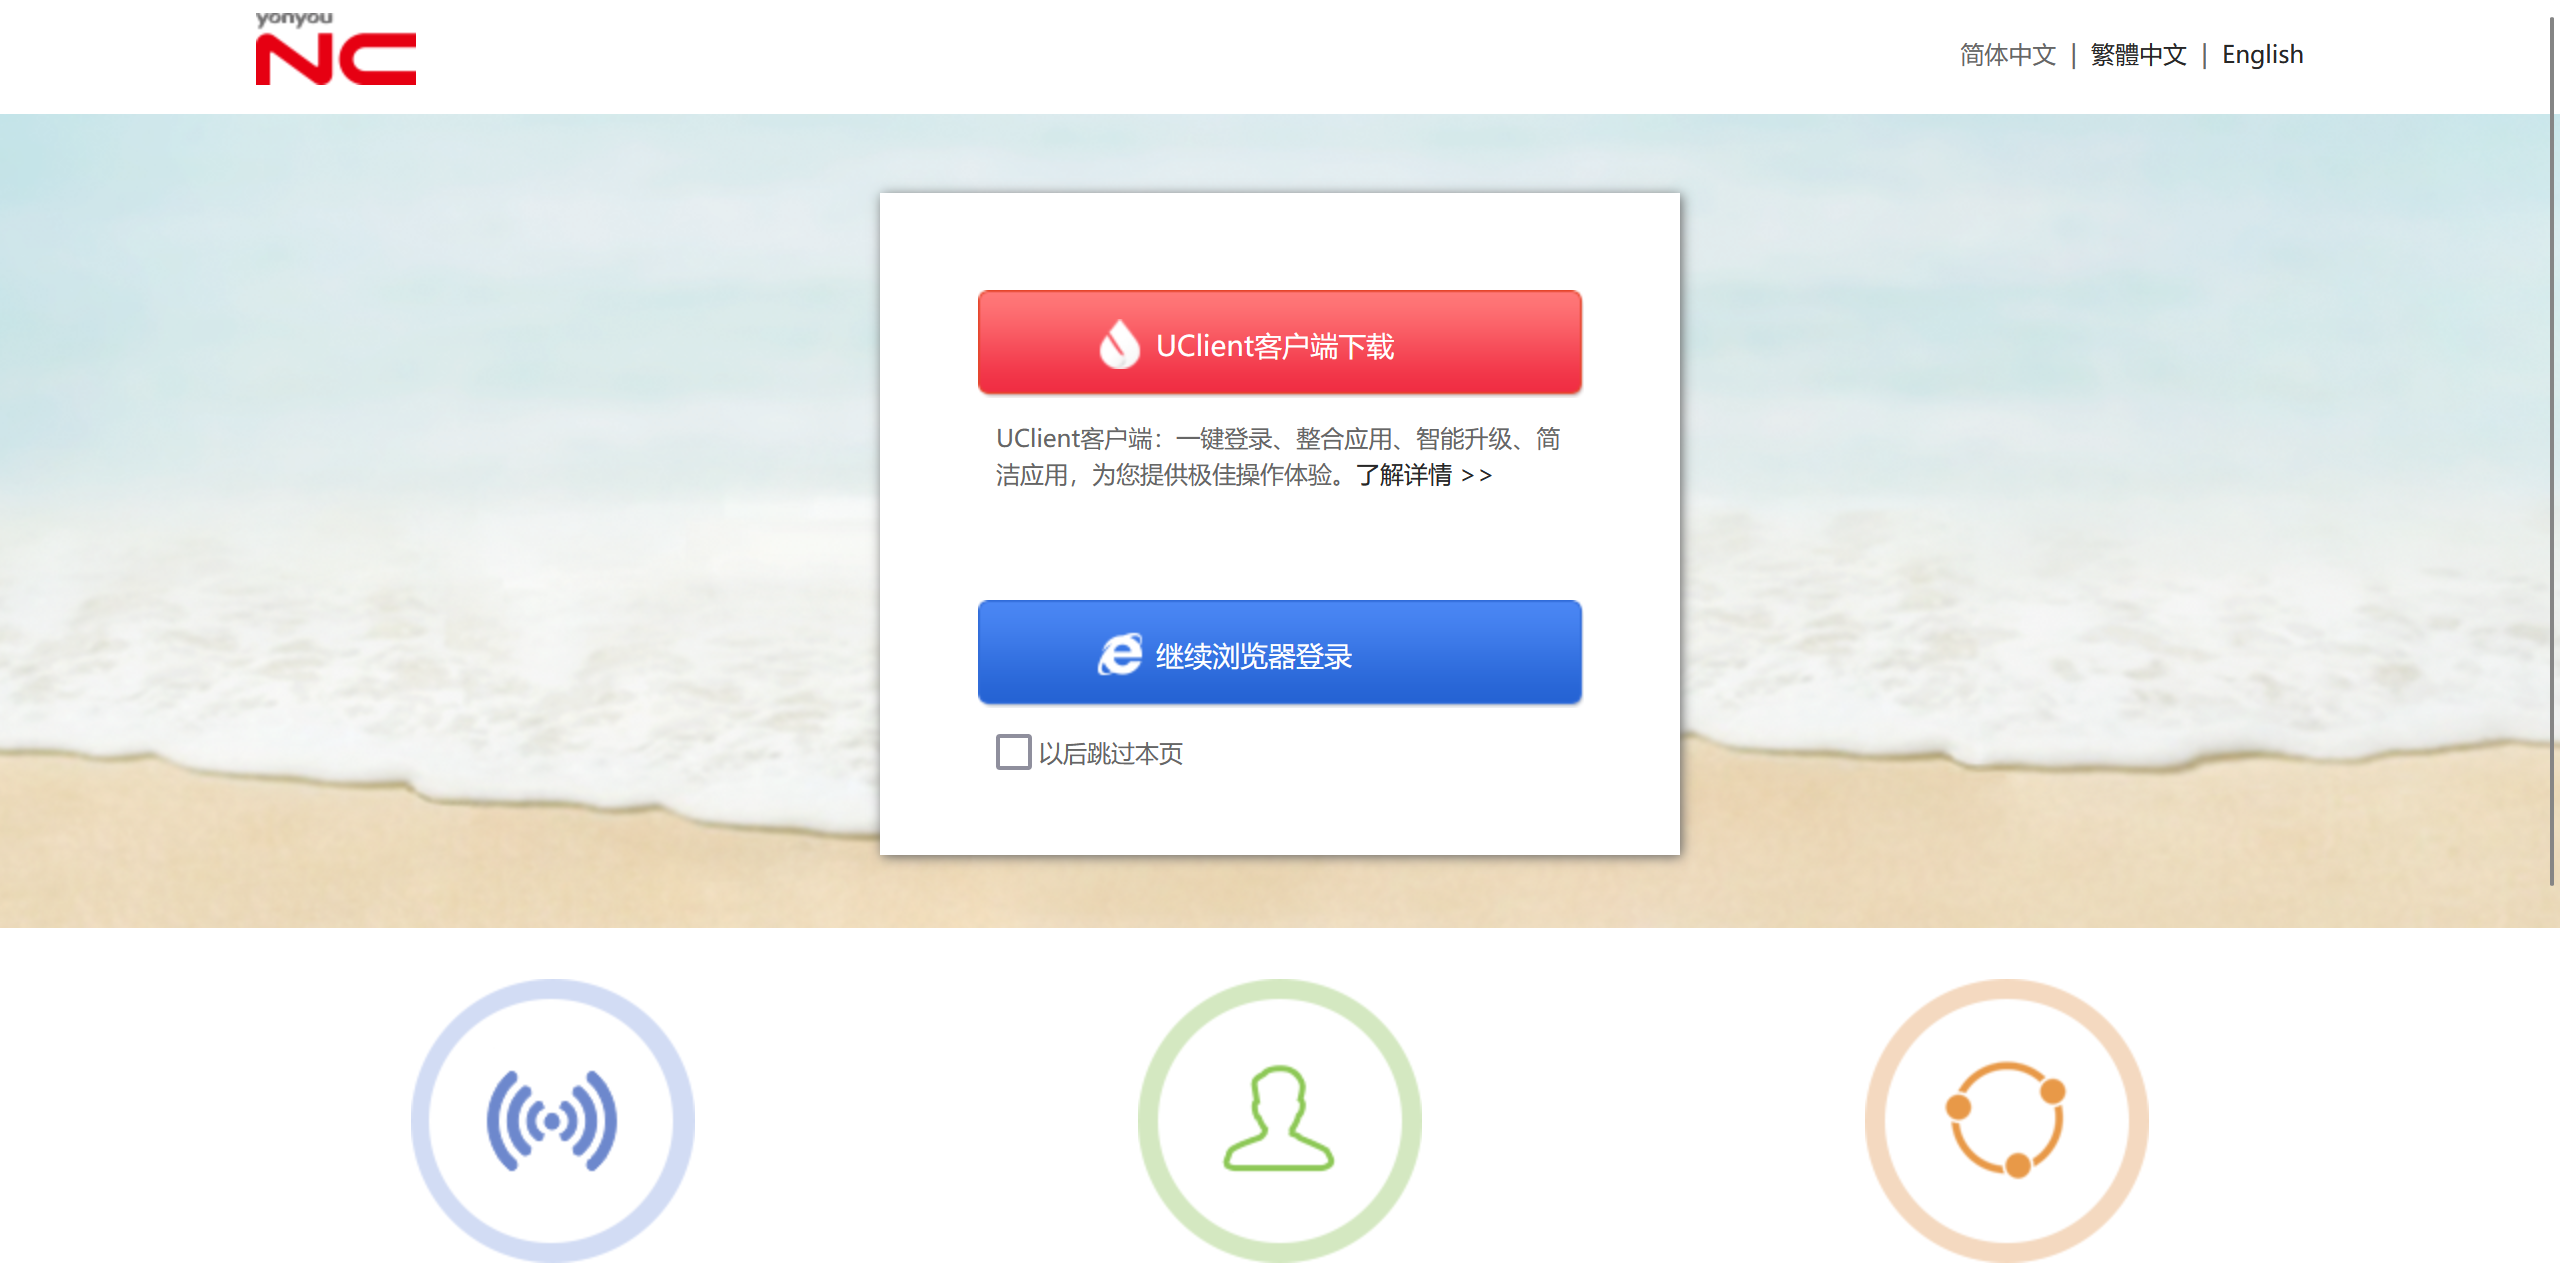 yonyou
NC
简体中文 | 繁體中文 | English
UClient客户端下载
UClient客户端：一键登录、整合应用、智能升级、简
洁应用，为您提供极佳操作体验。了解详情 >>
继续浏览器登录
以后跳过本页